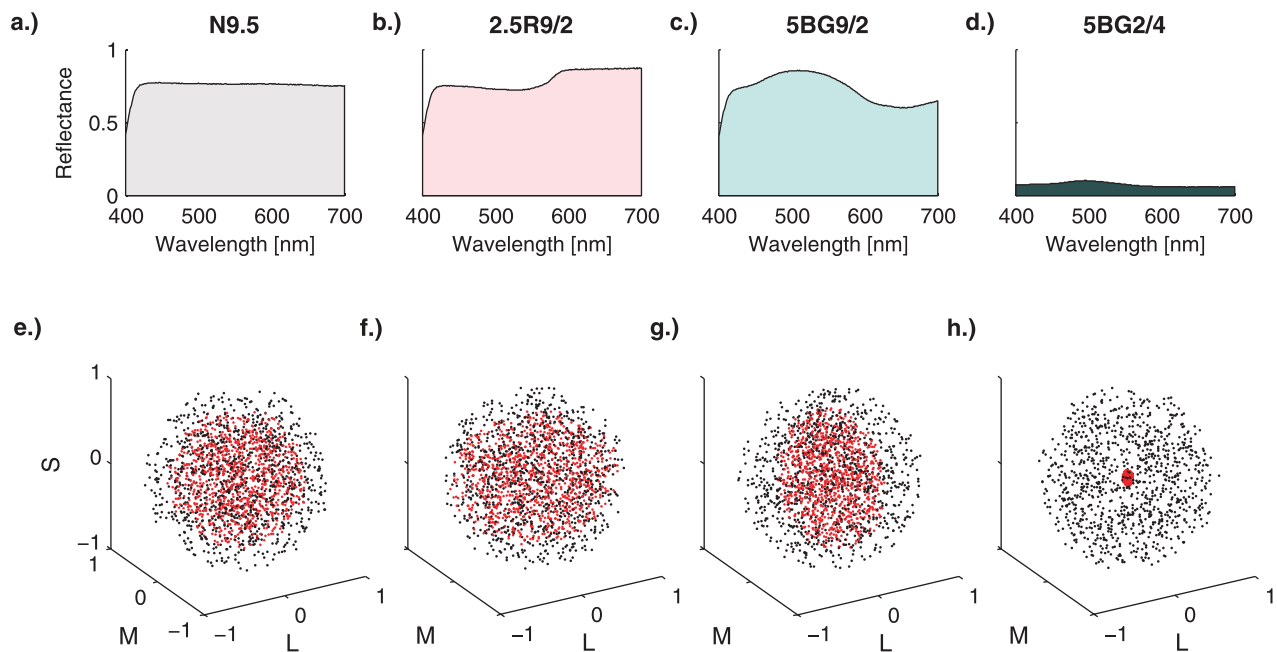 a.) N9.5 b.) 2.5R9/2 c.) 5BG9/2 d.) 5BG2/4
1
Reflectance
0.5
0
400 500 600 700 400 500 600 700 400 500 600 700 400 500 600 700
Wavelength [nm] Wavelength [nm] Wavelength [nm] Wavelength [nm]
e.) f.) g.) h.)
1
S
0
−1
1
0
−1
M
−1 0 1
L
M
−1 0 1
L
M
−1 0 1
L
M
−1 0 1
L